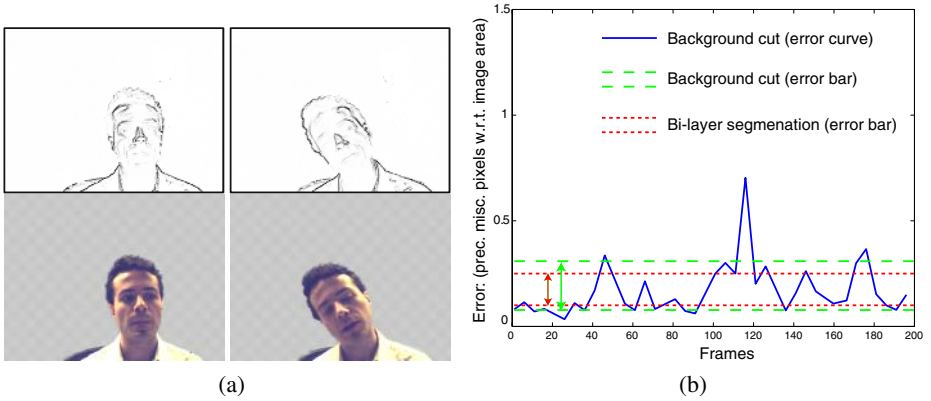 1.5
1
0.5
0
Error. (prec. misc. pixels w.r.t. image area)
Background cut (error curve)
Background cut (error bar)
Bi-layer segmenation (error bar)
0 20 40 60 80 100 120 140 160 180 200
Frames
(a) (b)